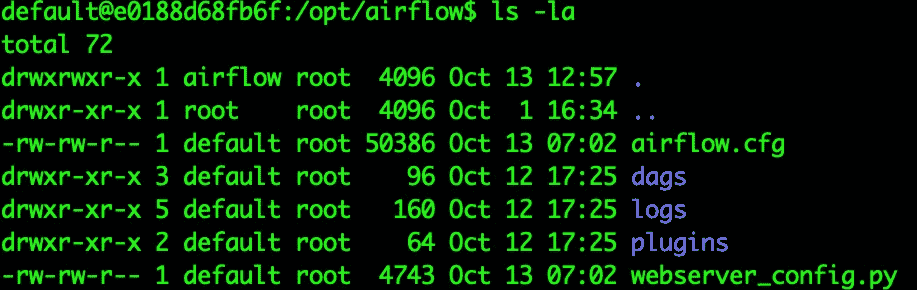 default@e0188d68fb6f:/opt/airflow$ ls -la
total 72
drwxrwxr-x 1 airflow root  4096 Oct 13 12:57 .
drwxr-xr-x 1 root    root  4096 Oct  1 16:34 ..
-rw-rw-r-- 1 default root 50386 Oct 13 07:02 airflow.cfg
drwxr-xr-x 3 default root    96 Oct 12 17:25 dags
drwxr-xr-x 5 default root   160 Oct 12 17:25 logs
drwxr-xr-x 2 default root    64 Oct 12 17:25 plugins
-rw-rw-r-- 1 default root  4743 Oct 13 07:02 webserver_config.py